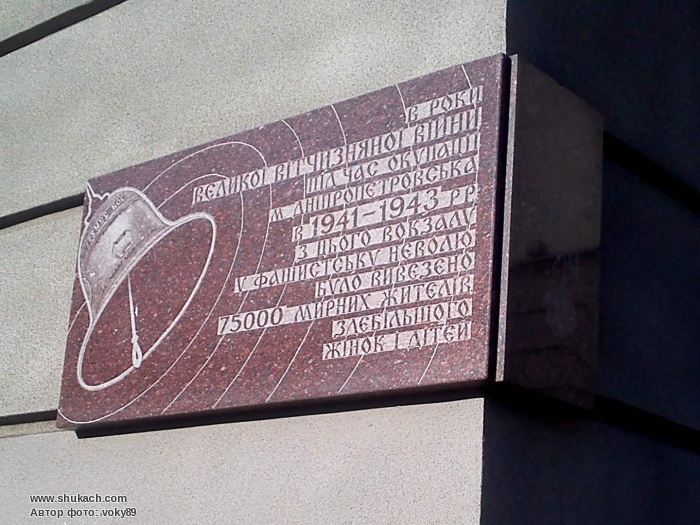 В РОКИ
ВЕЛИКОЇ ВІТЧИЗНЯНОЇ ВІЙНИ
ПІД ЧАС ОКУПАЦІЇ
М. ДНІПРОПЕТРОВСЬКА
В 1941–1943 РР.
З ЦЬОГО ВОКЗАЛУ
У ФАШИСТСЬКУ НЕВОЛЮ
БУЛО ВИВЕЗЕНО
75000 МИРНИХ ЖИТЕЛІВ
ЗДЕБІЛЬШОГО
ЖІНОК І ДІТЕЙ
www.shukach.com
Автор фото: voky89